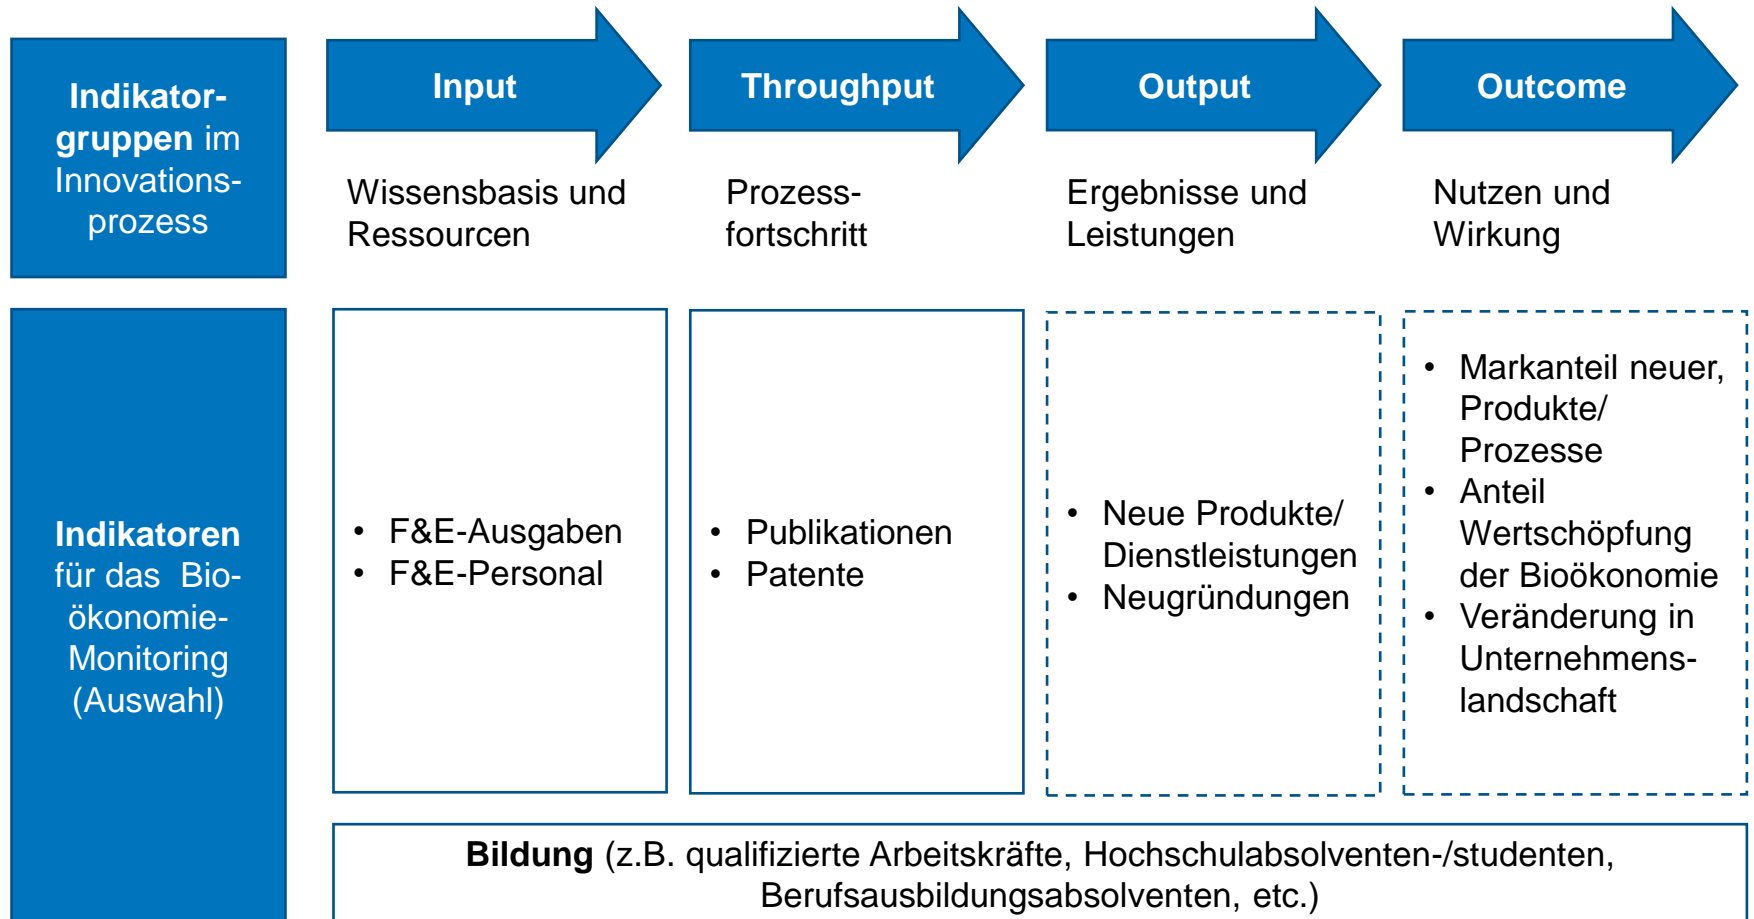 Indikator-
gruppen im
Innovations-
prozess
Input
Throughput
Output
Outcome
Wissensbasis und
Ressourcen
Prozess-
fortschritt
Ergebnisse und
Leistungen
Nutzen und
Wirkung
Indikatoren
für das Bio-
ökonomie-
Monitoring
(Auswahl)
• F&E-Ausgaben
• F&E-Personal
• Publikationen
• Patente
• Neue Produkte/
Dienstleistungen
• Neugründungen
• Markanteil neuer,
Produkte/
Prozesse
• Anteil
Wertschöpfung
der Bioökonomie
• Veränderung in
Unternehmens-
landschaft
Bildung (z.B. qualifizierte Arbeitskräfte, Hochschulabsolventen-/studenten,
Berufsausbildungsabsolventen, etc.)